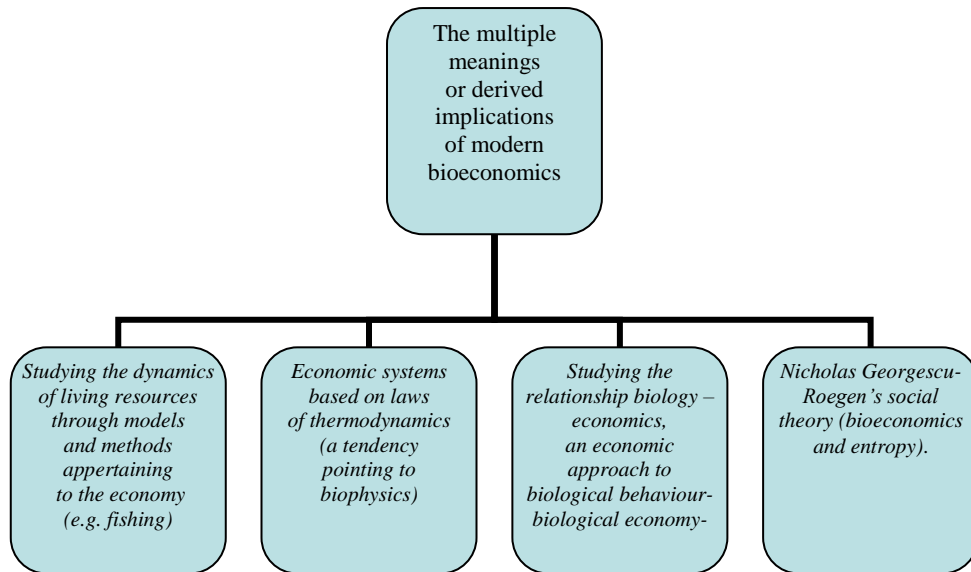 The multiple
meanings
or derived
implications
of modern
bioeconomics
Studying the dynamics
of living resources
through models
and methods
appertaining
to the economy
(e.g. fishing)
Economic systems
based on laws
of thermodynamics
(a tendency
pointing to
biophysics)
Studying the
relationship biology –
economics,
an economic
approach to
biological behaviour-
biological economy-
Nicholas Georgescu-
Roegen’s social
theory (bioeconomics
and entropy).